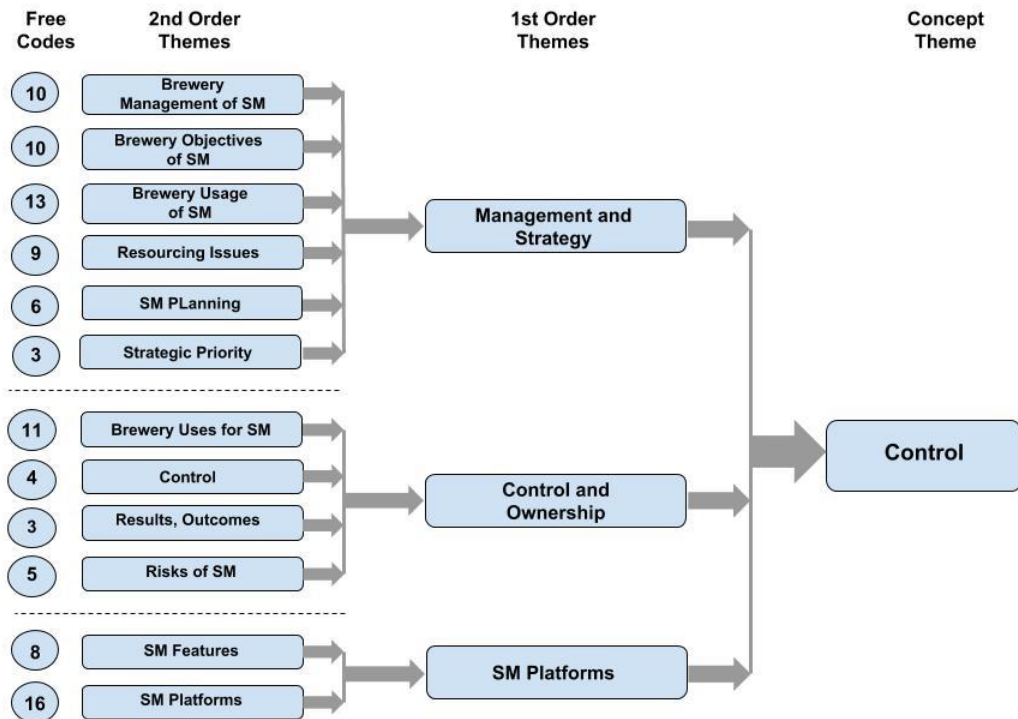 Free
Codes
2nd Order
Themes
1st Order
Themes
Concept
Theme
10
Brewery
Management of SM
10
Brewery Objectives
of SM
13
Brewery Usage
of SM
9
Resourcing Issues
6
SM PLanning
3
Strategic Priority
Management and
Strategy
11
Brewery Uses for SM
4
Control
3
Results, Outcomes
5
Risks of SM
Control and
Ownership
8
SM Features
16
SM Platforms
SM Platforms
Control